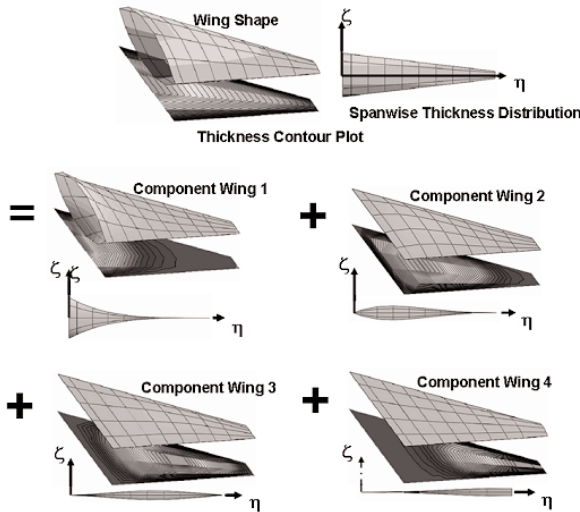 Wing Shape
ζ
η
Spanwise Thickness Distribution
Thickness Contour Plot
=
Component Wing 1
+
Component Wing 2
ζ ζ
η
ζ
η
+
Component Wing 3
+
Component Wing 4
ζ
η
ζ
η